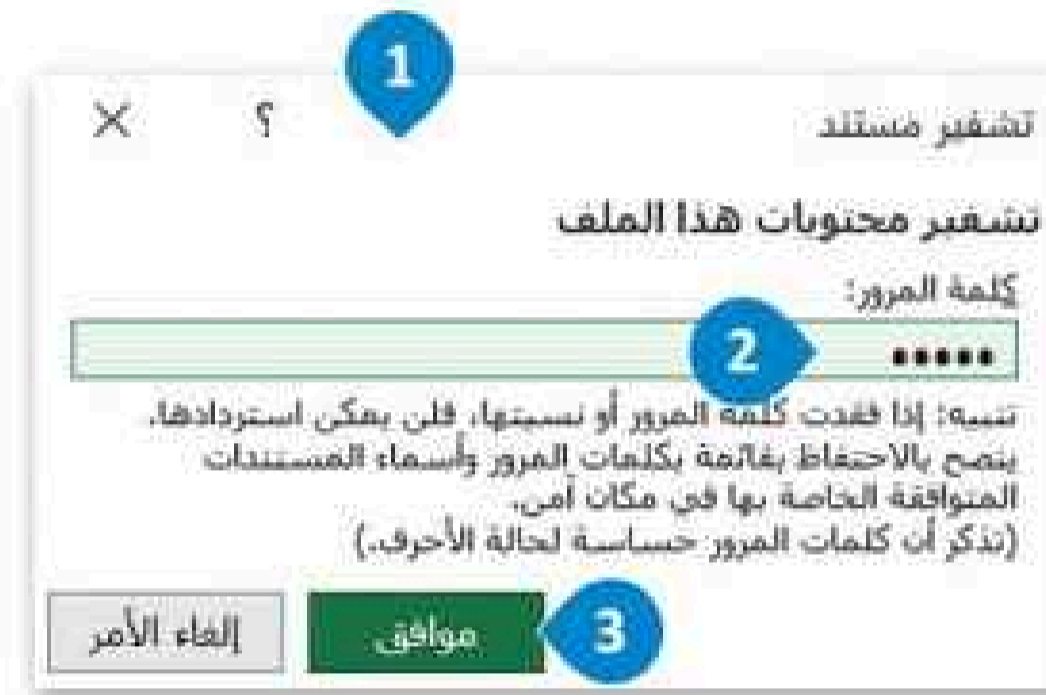 1
تشفير مستند
؟
تشفير محتويات هذا الملف
كلمة المرور:
2
تنبيه: إذا فقدت كلمة المرور أو نسيتها، فلن يمكن استردادها.
ينصح بالاحتفاظ بقائمة بكلمات المرور وأسماء المستندات
المتوافقة الخاصة بها في مكان آمن.
(تذكر أن كلمات المرور حساسة لحالة الأحرف.)
3
موافق
إلغاء الأمر